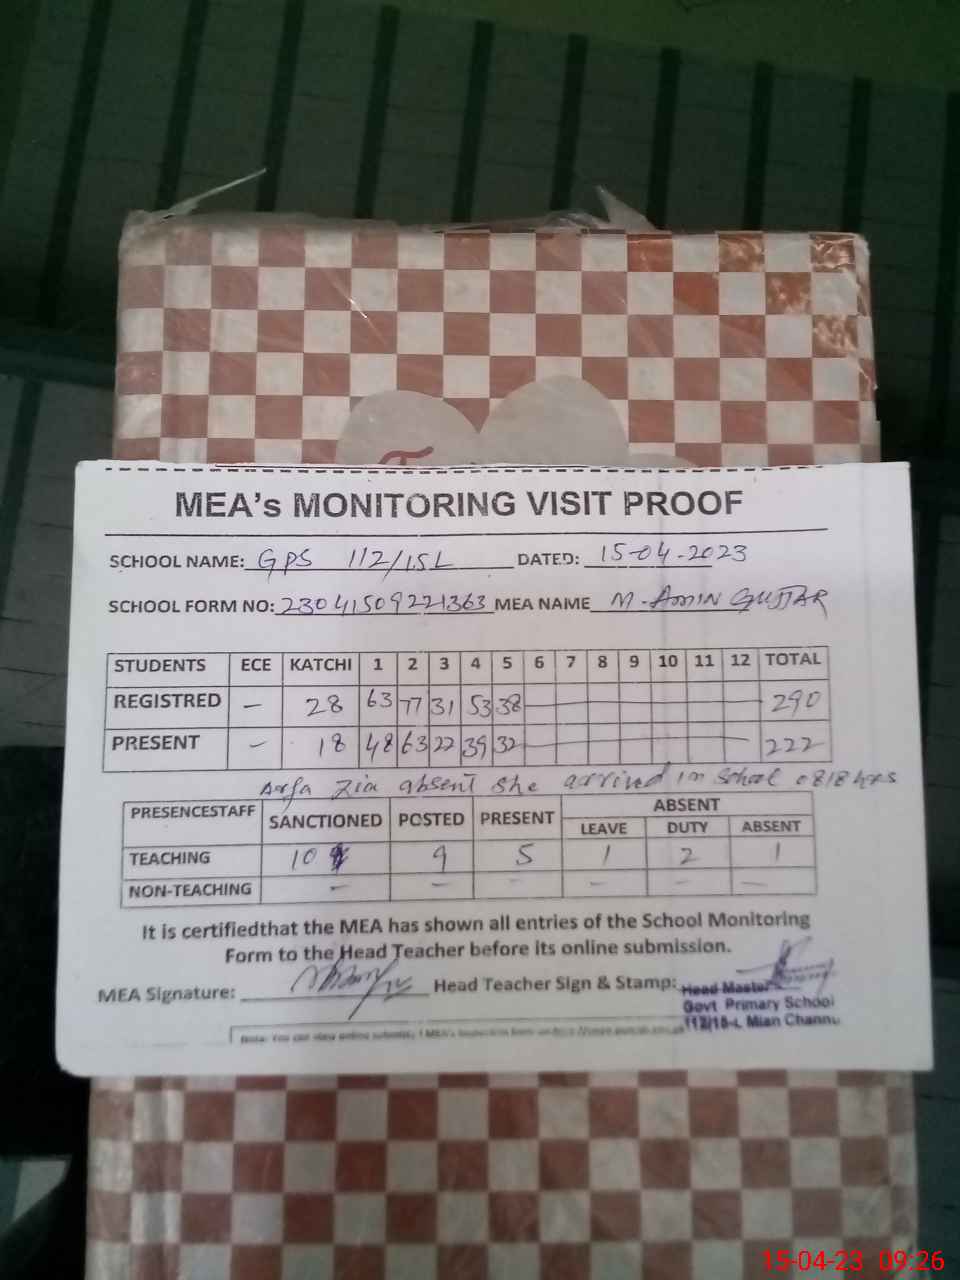 MEA's MONITORING VISIT PROOF
SCHOOL NAME: GPS 112/15L DATED: 15-04-2023
SCHOOL FORM NO: 23041509221363 MEA NAME M. AMIN GUJJAR
STUDENTS ECE KATCHI 1 2 3 4 5 6 7 8 9 10 11 12 TOTAL
REGISTRED — 28 63 77 31 53 38 290
PRESENT — 18 48 63 22 39 32 222
Arfa Zia absent she arrived in school 0818 hrs
PRESENCESTAFF SANCTIONED POSTED PRESENT ABSENT
LEAVE DUTY ABSENT
TEACHING 10 9 5 1 2 1
NON-TEACHING — — — — — —
It is certifiedthat the MEA has shown all entries of the School Monitoring
Form to the Head Teacher before its online submission.
MEA Signature: Head Teacher Sign & Stamp:
Head Master
Govt Primary School
112/15-L Mian Channu
Note: You can view online
15-04-23 09:26